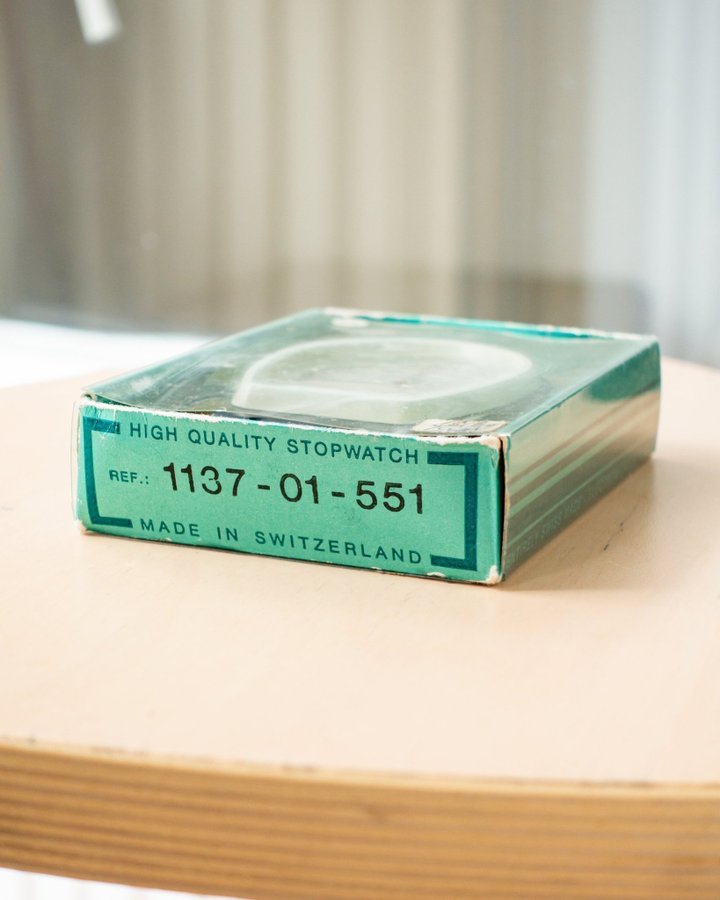 HIGH QUALITY STOPWATCH
REF.: 1137-01-551
MADE IN SWITZERLAND